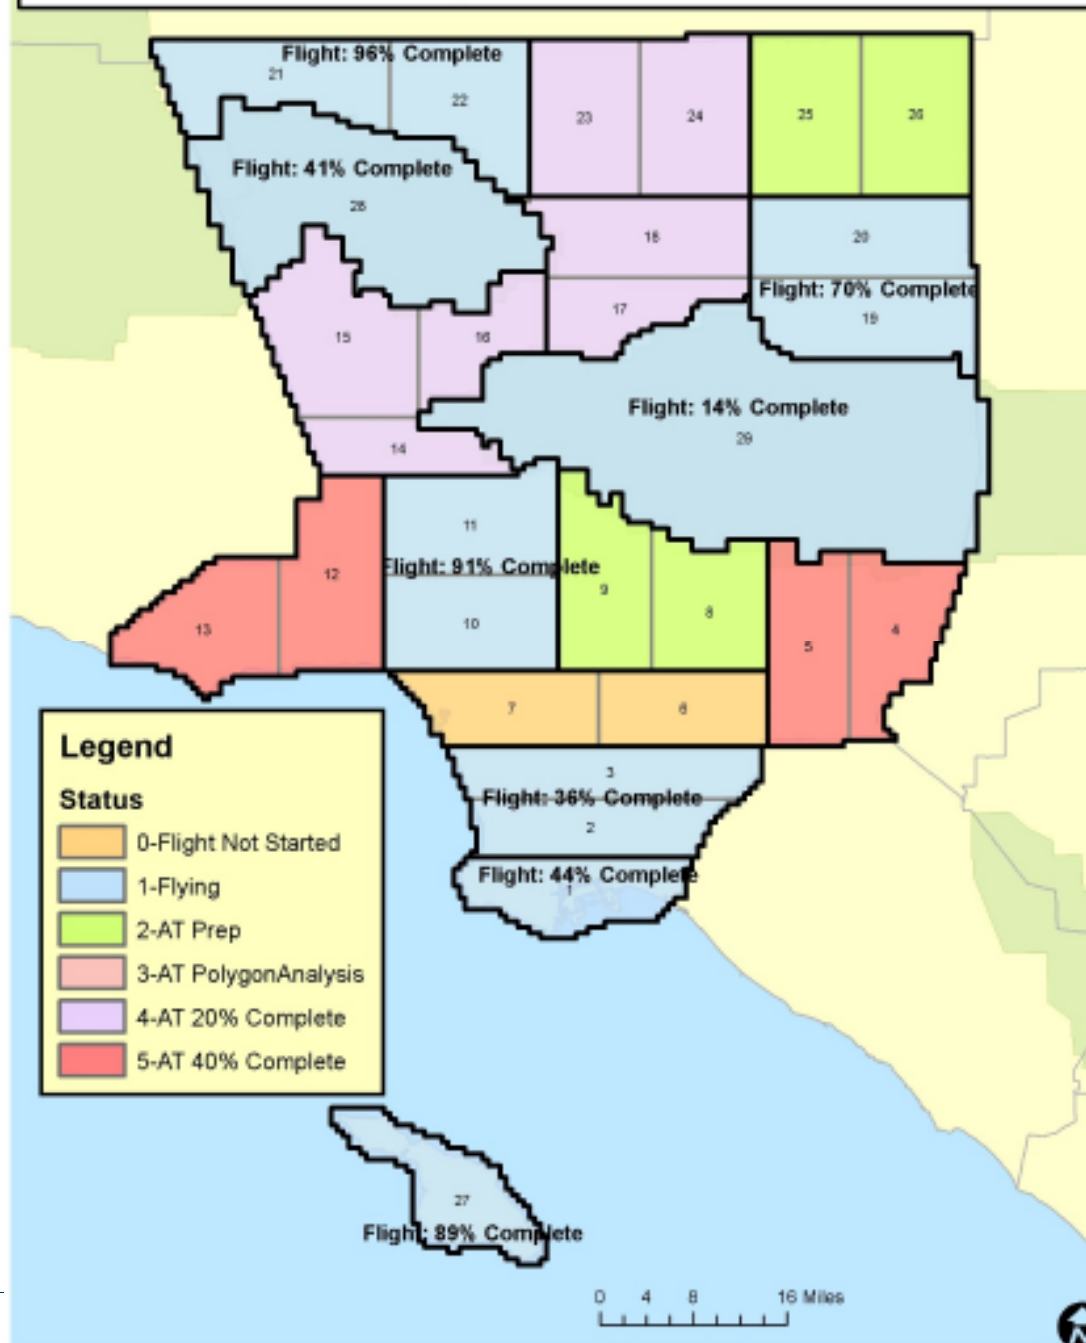 Flight: 96% Complete
21
22
23
24
25
26
Flight: 41% Complete
28
18
20
Flight: 70% Complete
19
17
15
16
Flight: 14% Complete
29
14
11
Flight: 91% Complete
12
9
10
8
13
5
4
7
6
3
Flight: 36% Complete
2
Flight: 44% Complete
1
Legend
Status
0-Flight Not Started
1-Flying
2-AT Prep
3-AT PolygonAnalysis
4-AT 20% Complete
5-AT 40% Complete
27
Flight: 89% Complete
0 4 8 16 Miles